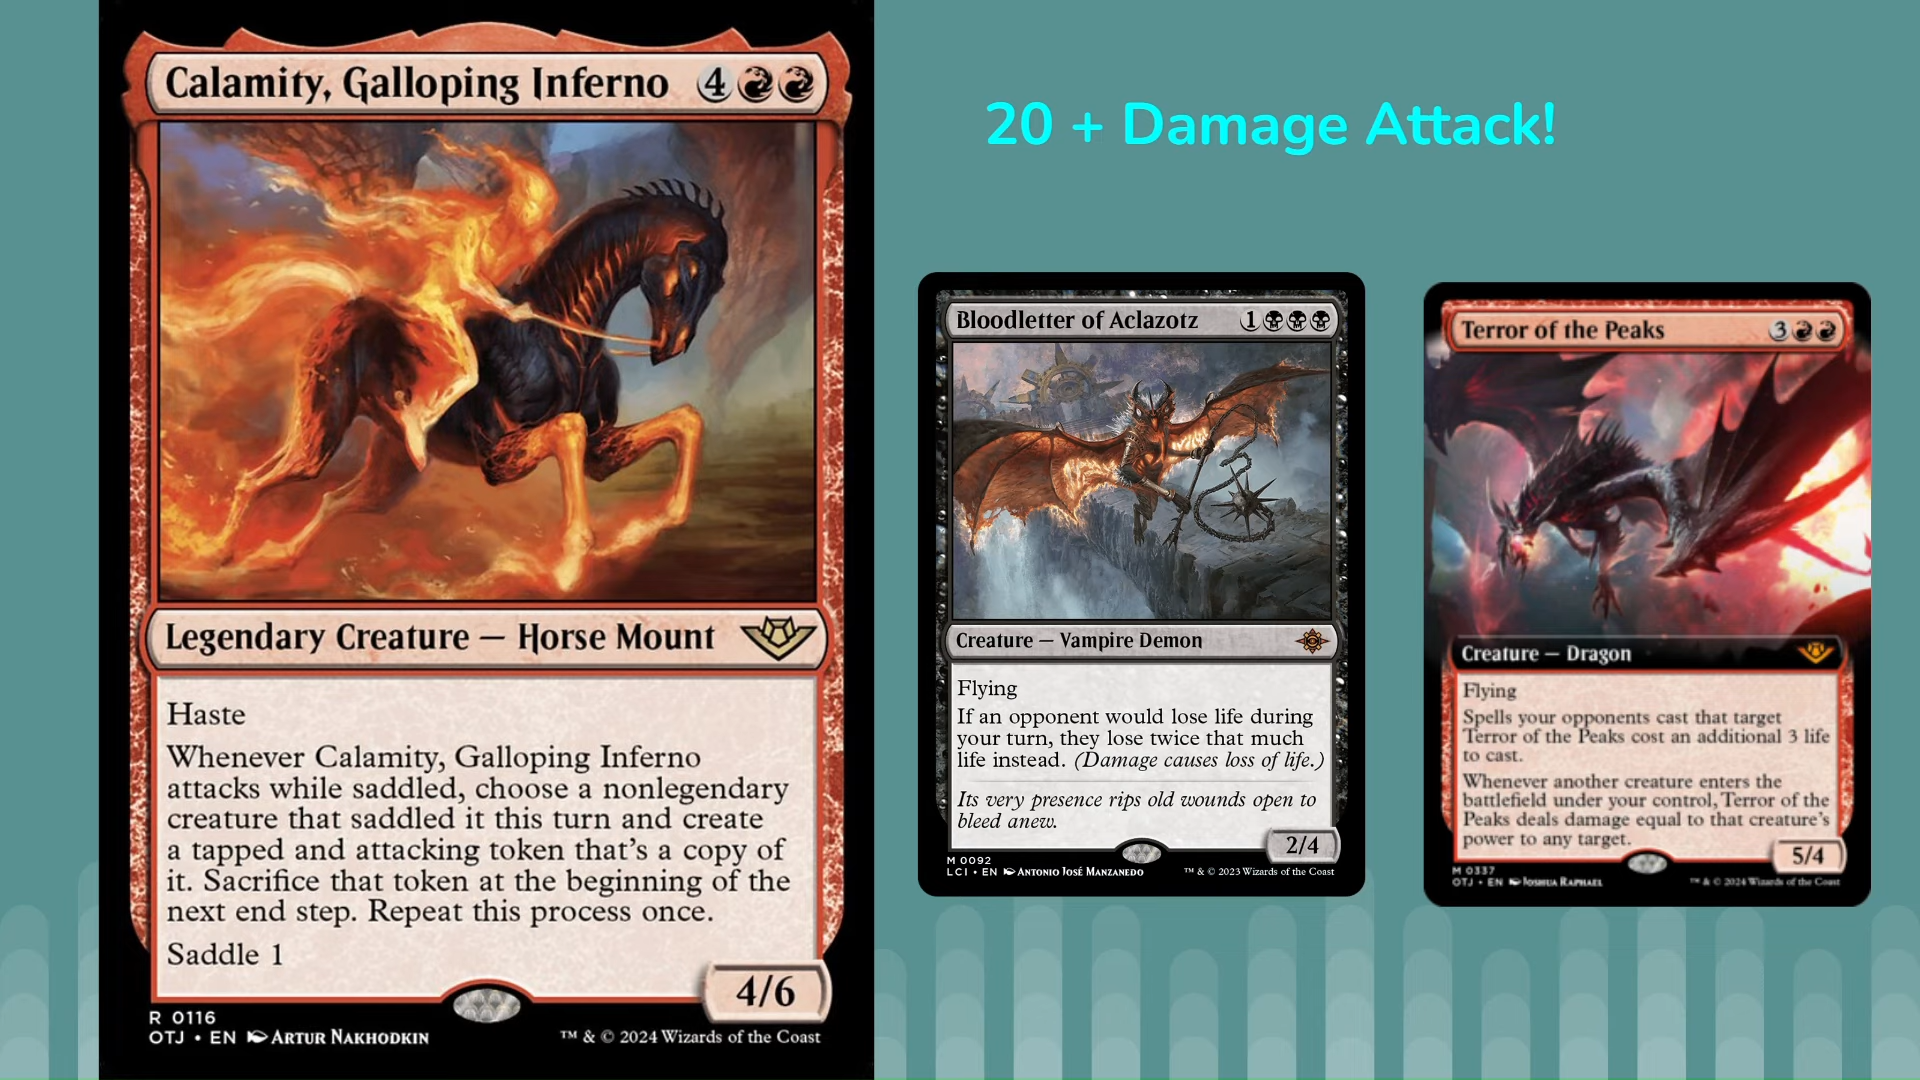 Calamity, Galloping Inferno 4
Legendary Creature — Horse Mount
Haste
Whenever Calamity, Galloping Inferno
attacks while saddled, choose a nonlegendary
creature that saddled it this turn and create
a tapped and attacking token that's a copy of
it. Sacrifice that token at the beginning of the
next end step. Repeat this process once.
Saddle 1
4/6
R 0116
OTJ • EN ARTUR NAKHODKIN
™ & © 2024 Wizards of the Coast
20 + Damage Attack!
Bloodletter of Aclazotz 1
Creature — Vampire Demon
Flying
If an opponent would lose life during
your turn, they lose twice that much
life instead. (Damage causes loss of life.)
Its very presence rips old wounds open to
bleed anew.
2/4
M 0092
LCI • EN ANTONIO JOSÉ MANZANEDO
™ & © 2023 Wizards of the Coast
Terror of the Peaks 3
Creature — Dragon
Flying
Spells your opponents cast that target
Terror of the Peaks cost an additional 3 life
to cast.
Whenever another creature enters the
battlefield under your control, Terror of the
Peaks deals damage equal to that creature's
power to any target.
5/4
M 0337
OTJ • EN JOSHUA RAPHAEL
™ & © 2024 Wizards of the Coast